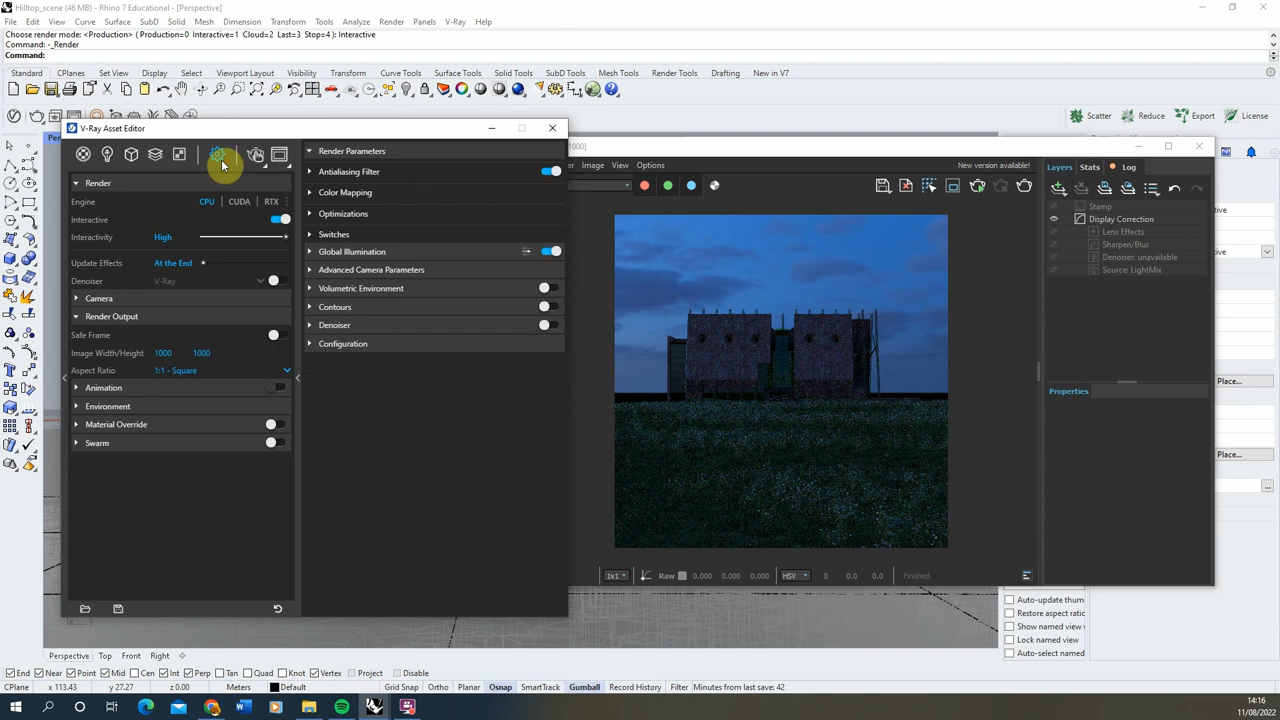 Hilltop_scene (46 MB) - Rhino 7 Educational - [Perspective]
File Edit View Curve Surface SubD Solid Mesh Dimension Transform Tools Analyze Render Panels V-Ray Help
Choose render mode: <Production> ( Production=0 Interactive=1 Cloud=2 Last=3 Stop=4 ): Interactive
Command: -_Render
Command:
Standard CPlanes Set View Display Select Viewport Layout Visibility Transform Curve Tools Surface Tools Solid Tools SubD Tools Mesh Tools Render Tools Drafting New in V7
Scatter Reduce Export License
V-Ray Asset Editor
1000]
Image View Options New version available!
Layers Stats Log
Stamp
Display Correction
Lens Effects
Sharpen/Blur
Denoiser: unavailable
Source: LightMix
Properties
Render
Engine CPU | CUDA | RTX
Interactive
Interactivity High
Update Effects At the End
Denoiser V-Ray
Camera
Render Output
Safe Frame
Image Width/Height 1000 1000
Aspect Ratio 1:1 - Square
Animation
Environment
Material Override
Swarm
Render Parameters
Antialiasing Filter
Color Mapping
Optimizations
Switches
Global Illumination
Advanced Camera Parameters
Volumetric Environment
Contours
Denoiser
Configuration
1x1 Raw 0.000 0.000 0.000 HSV 0 0.0 0.0 Finished
Place...
Place...
...
Auto-update thum
Restore aspect ratio
Show named view
Lock named view
Auto-select named
Perspective Top Front Right
End Near Point Mid Cen Int Perp Tan Quad Knot Vertex Project Disable
CPlane x 113.43 y 27.27 z 0.00 Meters Default Grid Snap Ortho Planar Osnap SmartTrack Gumball Record History Filter Minutes from last save: 42
14:16
11/08/2022